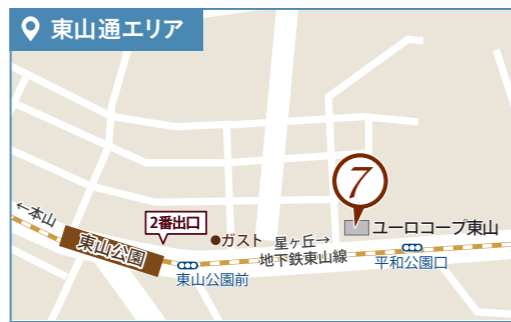 東山通エリア
7
ユーロコープ東山
←本山
2番出口
東山公園
ガスト
星ヶ丘→
地下鉄東山線
東山公園前
平和公園口